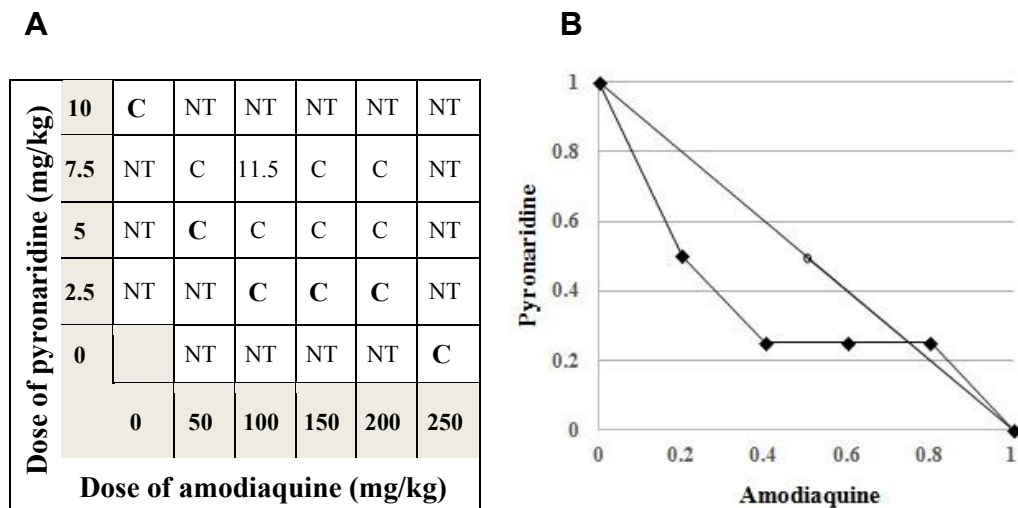 A
B
Dose of pyronaridine (mg/kg)
10 C NT NT NT NT NT
7.5 NT C 11.5 C C NT
5 NT C C C C NT
2.5 NT NT C C C NT
0 NT NT NT NT C
0 50 100 150 200 250
Dose of amodiaquine (mg/kg)
Pyronaridine
1
0.8
0.6
0.4
0.2
0
0 0.2 0.4 0.6 0.8 1
Amodiaquine